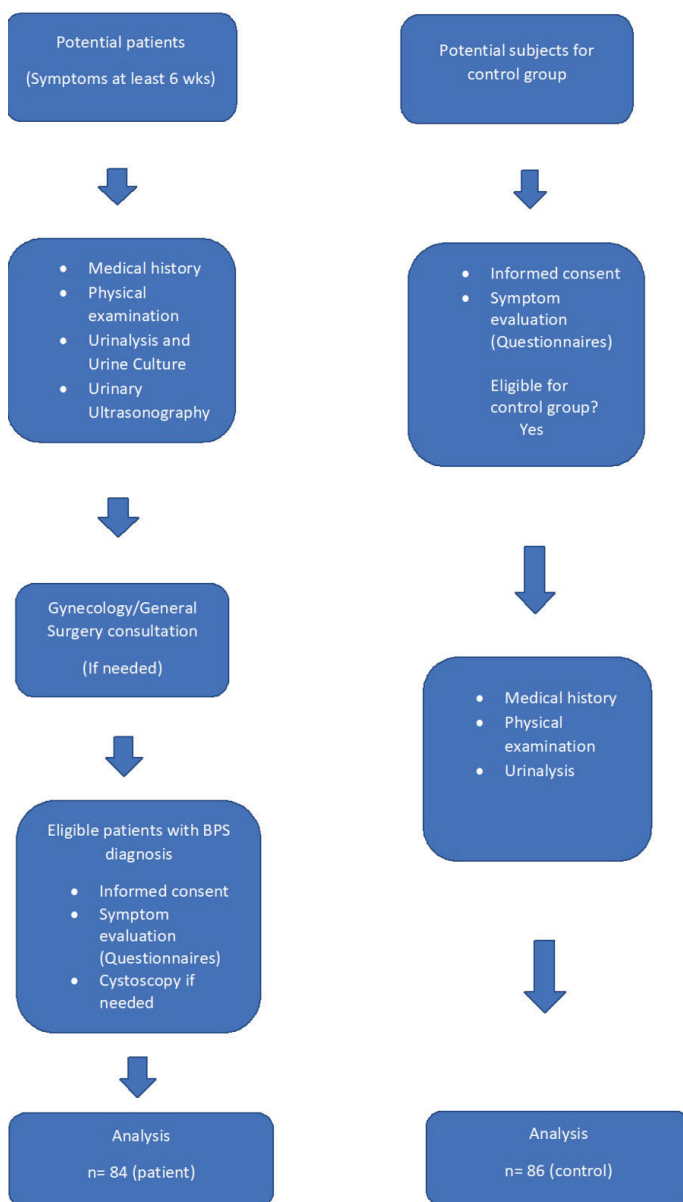 Potential patients
(Symptoms at least 6 wks)
• Medical history
• Physical
examination
• Urinalysis and
Urine Culture
• Urinary
Ultrasonography
Gynecology/General
Surgery consultation
(If needed)
Eligible patients with BPS
diagnosis
• Informed consent
• Symptom
evaluation
(Questionnaires)
• Cystoscopy if
needed
Analysis
n= 84 (patient)
Potential subjects for
control group
• Informed consent
• Symptom
evaluation
(Questionnaires)
Eligible for
control group?
Yes
• Medical history
• Physical
examination
• Urinalysis
Analysis
n= 86 (control)